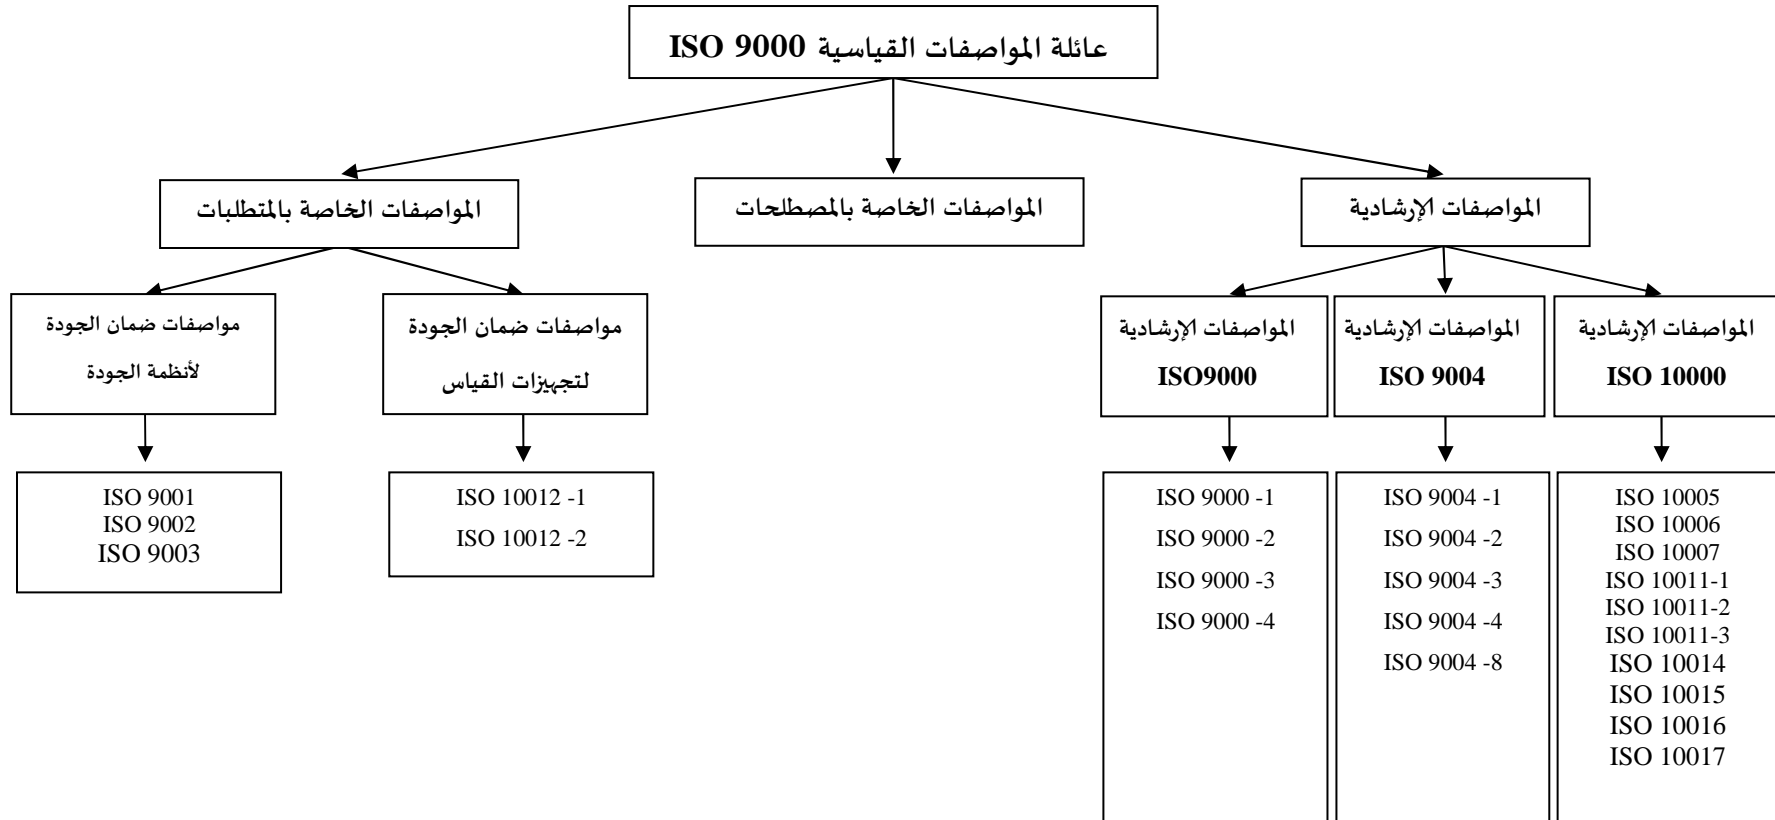 عائلة المواصفات القياسية ISO 9000
المواصفات الإرشادية
المواصفات الخاصة بالمصطلحات
المواصفات الخاصة بالمتطلبات
المواصفات الإرشادية
ISO 10000
المواصفات الإرشادية
ISO 9004
المواصفات الإرشادية
ISO9000
مواصفات ضمان الجودة
لتجهيزات القياس
مواصفات ضمان الجودة
لأنظمة الجودة
ISO 10005
ISO 10006
ISO 10007
ISO 10011-1
ISO 10011-2
ISO 10011-3
ISO 10014
ISO 10015
ISO 10016
ISO 10017
ISO 9004 -1
ISO 9004 -2
ISO 9004 -3
ISO 9004 -4
ISO 9004 -8
ISO 9000 -1
ISO 9000 -2
ISO 9000 -3
ISO 9000 -4
ISO 10012 -1
ISO 10012 -2
ISO 9001
ISO 9002
ISO 9003